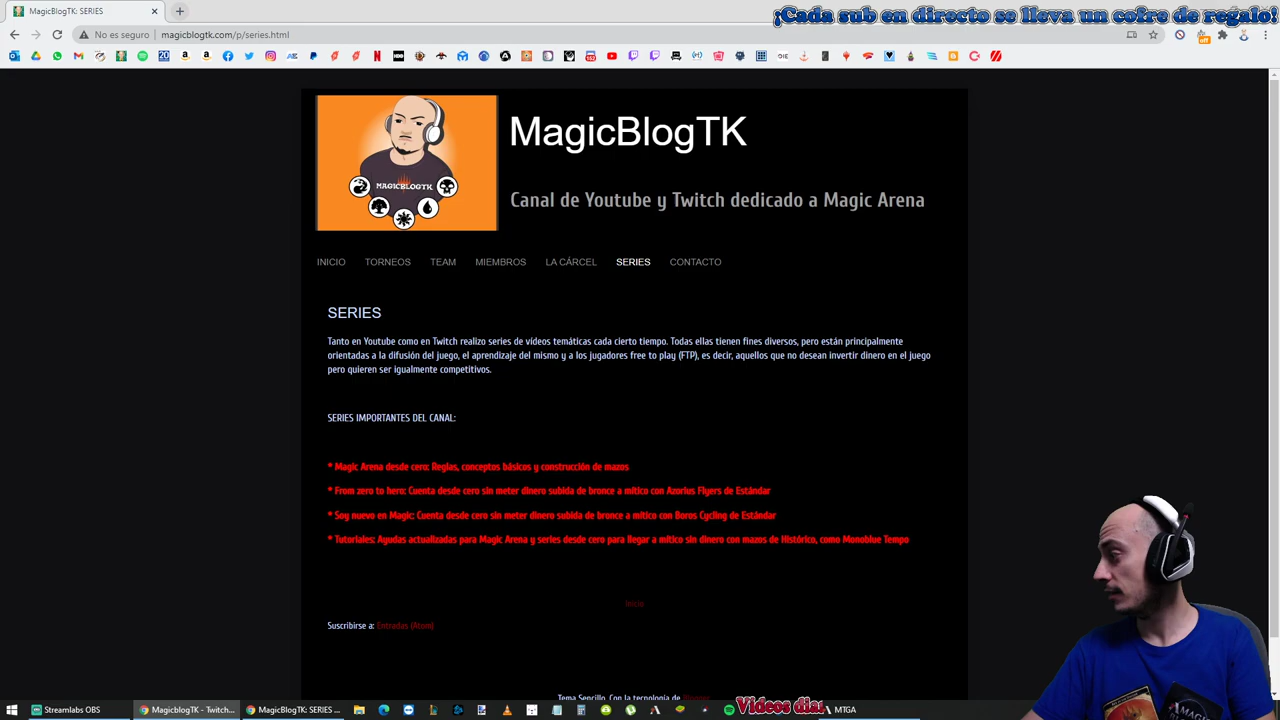 MagicBlogTK: SERIES
¡Cada sub en directo se lleva un cofre de regalo!
No es seguro
magicblogtk.com/p/series.html
off
MagicBlogTK
MAGICBLOGTK
Canal de Youtube y Twitch dedicado a Magic Arena
INICIO TORNEOS TEAM MIEMBROS LA CÁRCEL SERIES CONTACTO
SERIES
Tanto en Youtube como en Twitch realizo series de vídeos temáticas cada cierto tiempo. Todas ellas tienen fines diversos, pero están principalmente
orientadas a la difusión del juego, el aprendizaje del mismo y a los jugadores free to play (FTP), es decir, aquellos que no desean invertir dinero en el juego
pero quieren ser igualmente competitivos.
SERIES IMPORTANTES DEL CANAL:
* Magic Arena desde cero: Reglas, conceptos básicos y construcción de mazos
* From zero to hero: Cuenta desde cero sin meter dinero subida de bronce a mítico con Azorius Flyers de Estándar
* Soy nuevo en Magic: Cuenta desde cero sin meter dinero subida de bronce a mítico con Boros Cycling de Estándar
* Tutoriales: Ayudas actualizadas para Magic Arena y series desde cero para llegar a mítico sin dinero con mazos de Histórico, como Monoblue Tempo
Inicio
Suscribirse a: Entradas (Atom)
Tema Sencillo. Con la tecnología de Blogger.
Streamlabs OBS
MagicblogTK - Twitch...
MagicBlogTK: SERIES ...
MTGA